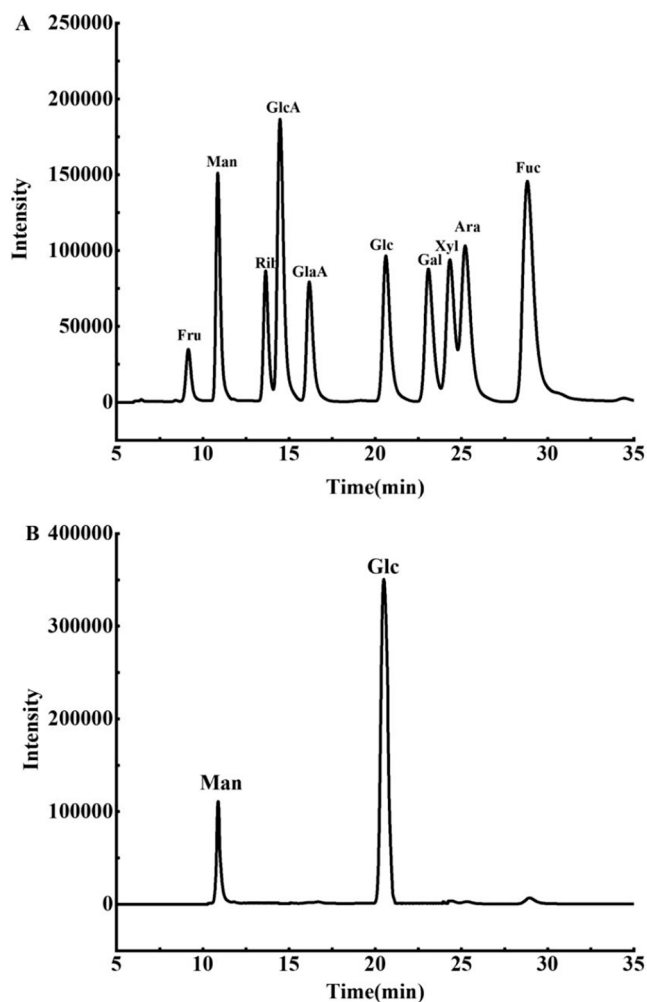 A
250000
200000
150000
100000
50000
0
Intensity
Fru
Man
Rib
GlcA
GlaA
Glc
Gal
Xyl
Ara
Fuc
5 10 15 20 25 30 35
Time(min)
B
400000
300000
200000
100000
0
Intensity
Man
Glc
5 10 15 20 25 30 35
Time(min)